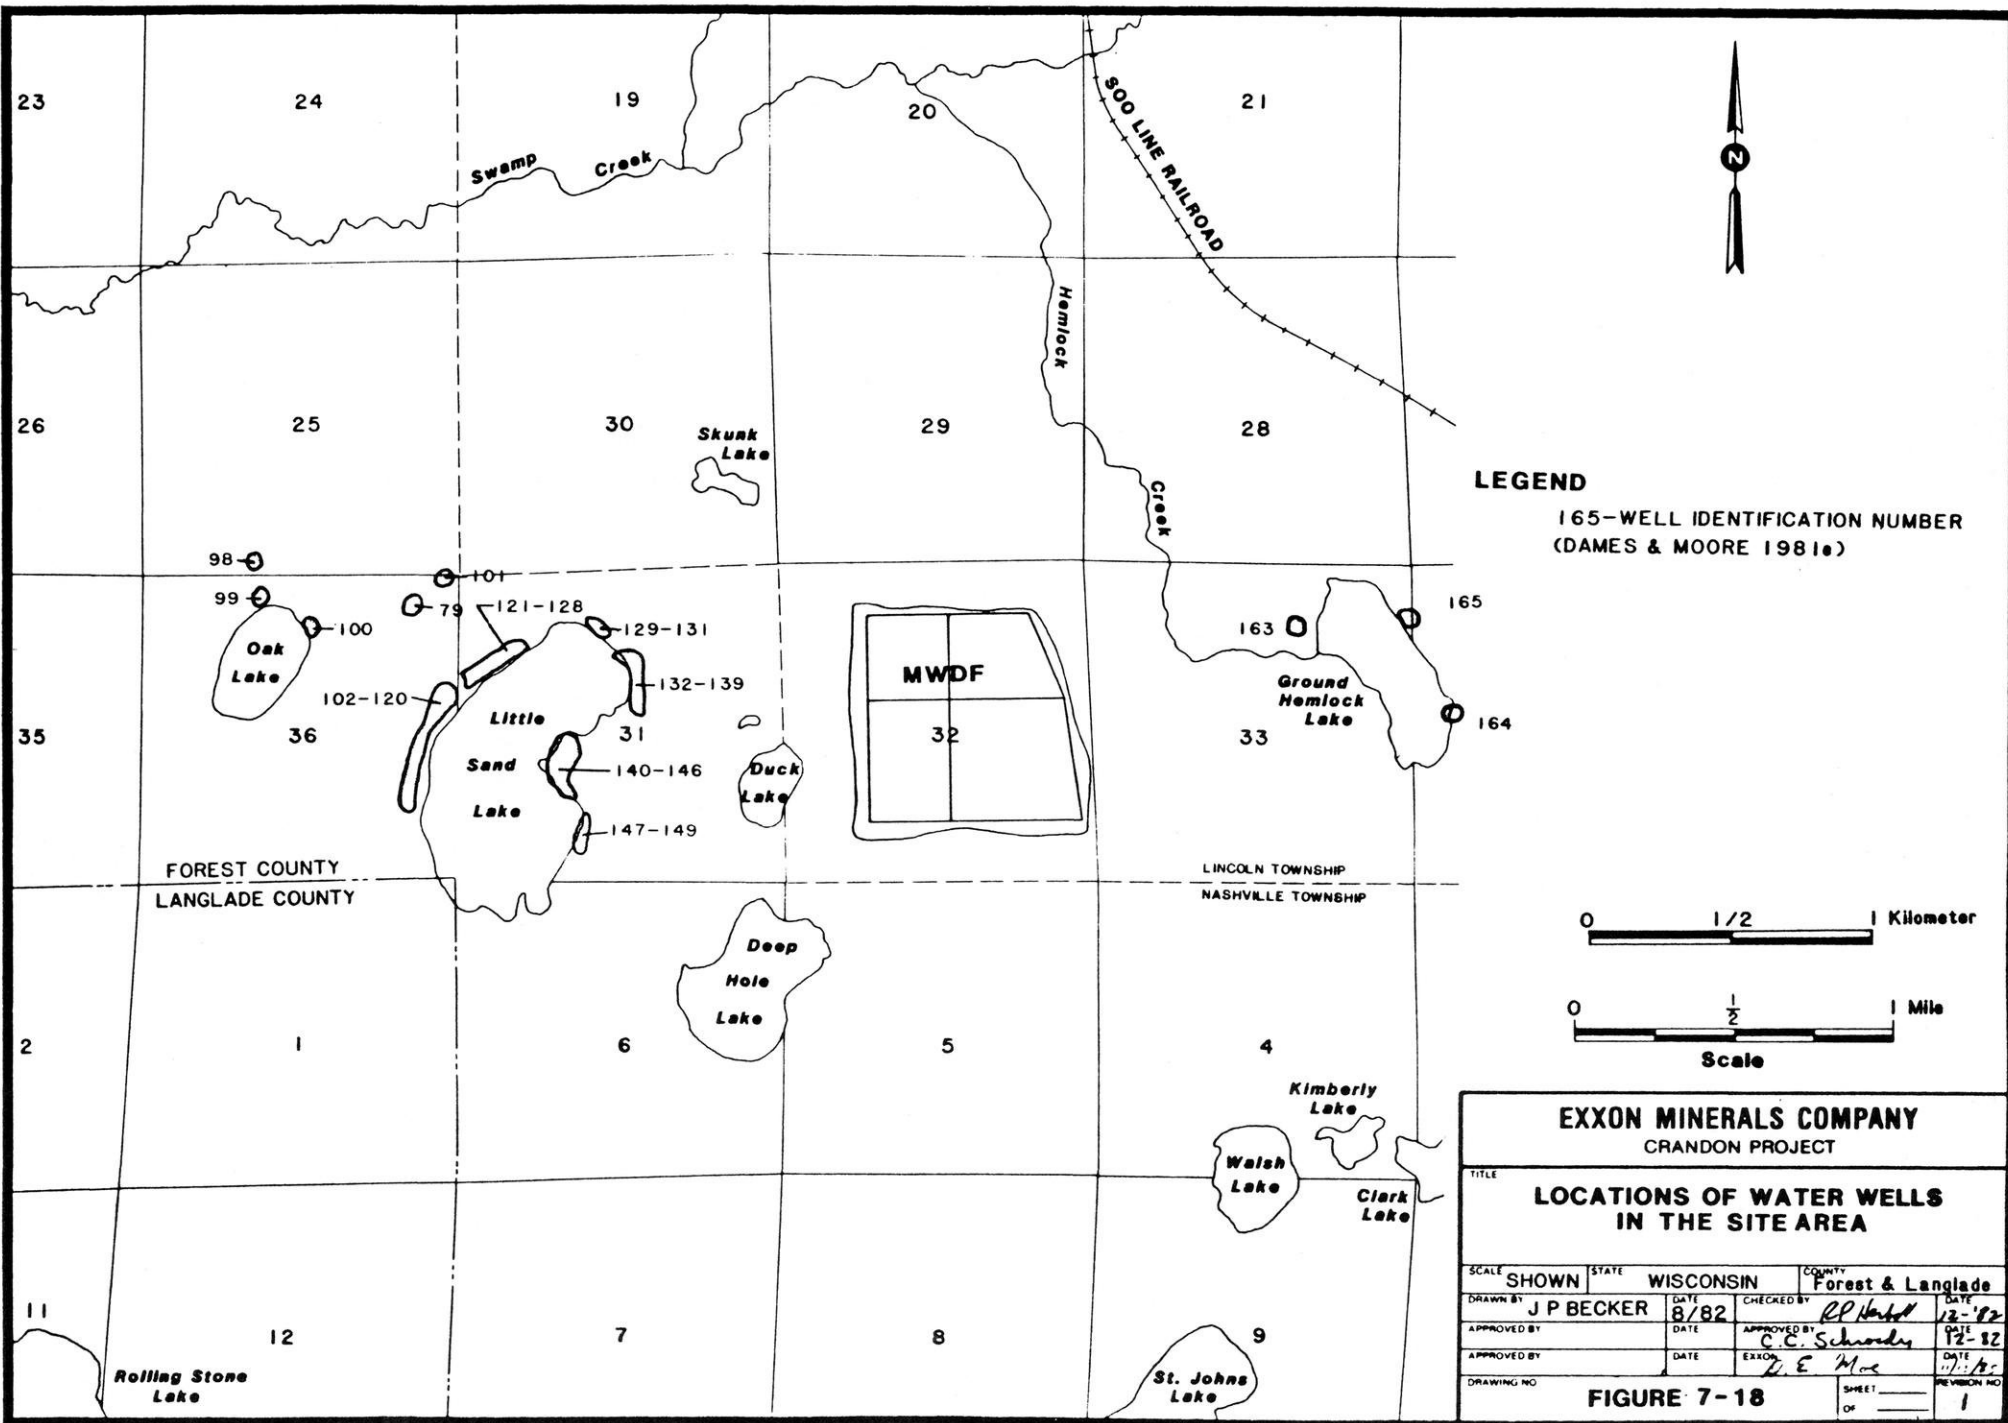 23
24
19
20
21
SOO LINE RAILROAD
Swamp Creek
N
Hemlock
Creek
26
25
30
29
28
Skunk
Lake
LEGEND
165-WELL IDENTIFICATION NUMBER
(DAMES & MOORE 1981a)
98
99
100
101
79
121-128
129-131
132-139
102-120
140-146
147-149
163
165
164
Oak
Lake
Little
Sand
Lake
Duck
Lake
MWDF
Ground
Hemlock
Lake
35
36
31
32
33
FOREST COUNTY
LANGLADE COUNTY
LINCOLN TOWNSHIP
NASHVILLE TOWNSHIP
Deep
Hole
Lake
0 1/2 1 Kilometer
0 1/2 1 Mile
Scale
2
1
6
5
4
Kimberly
Lake
Walsh
Lake
Clark
Lake
11
12
7
8
9
Rolling Stone
Lake
St. Johns
Lake
EXXON MINERALS COMPANY
CRANDON PROJECT
TITLE
LOCATIONS OF WATER WELLS
IN THE SITE AREA
SCALE SHOWN STATE WISCONSIN COUNTY Forest & Langlade
DRAWN BY J P BECKER DATE 8/82 CHECKED BY DATE 12-'82
APPROVED BY DATE APPROVED BY C.C. Schroeder DATE 12-82
APPROVED BY DATE EXXON D. E. Moe DATE
DRAWING NO FIGURE 7-18 SHEET OF REVISION NO 1